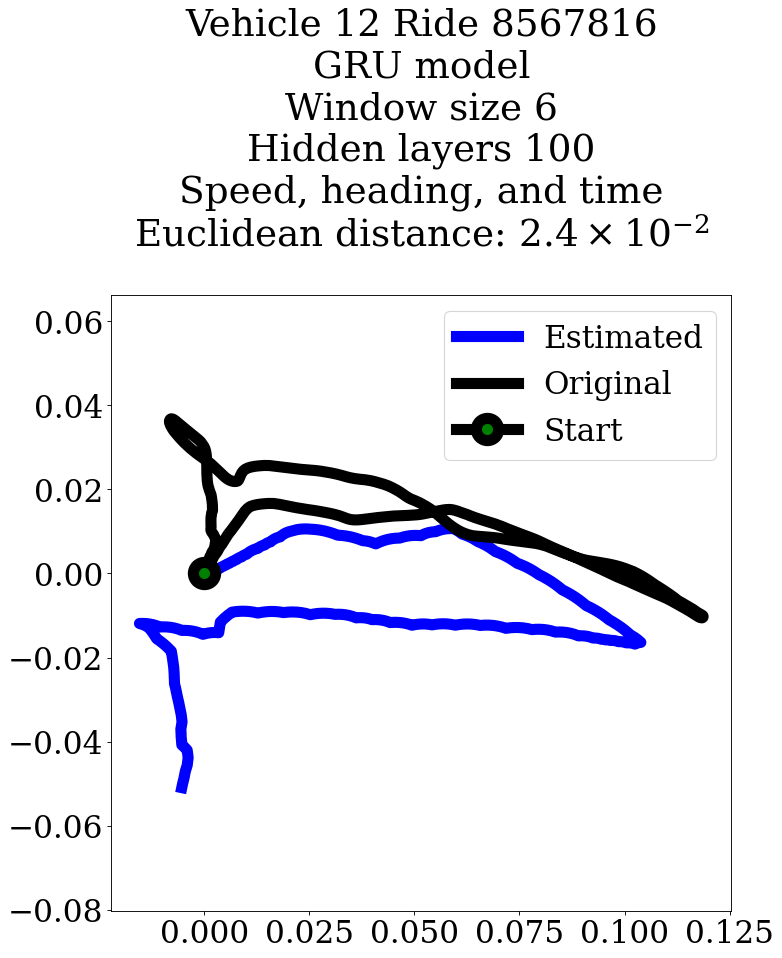 Vehicle 12 Ride 8567816
GRU model
Window size 6
Hidden layers 100
Speed, heading, and time
Euclidean distance: 2.4 × 10⁻²
Estimated
Original
Start
0.06
0.04
0.02
0.00
−0.02
−0.04
−0.06
−0.08
0.000 0.025 0.050 0.075 0.100 0.125